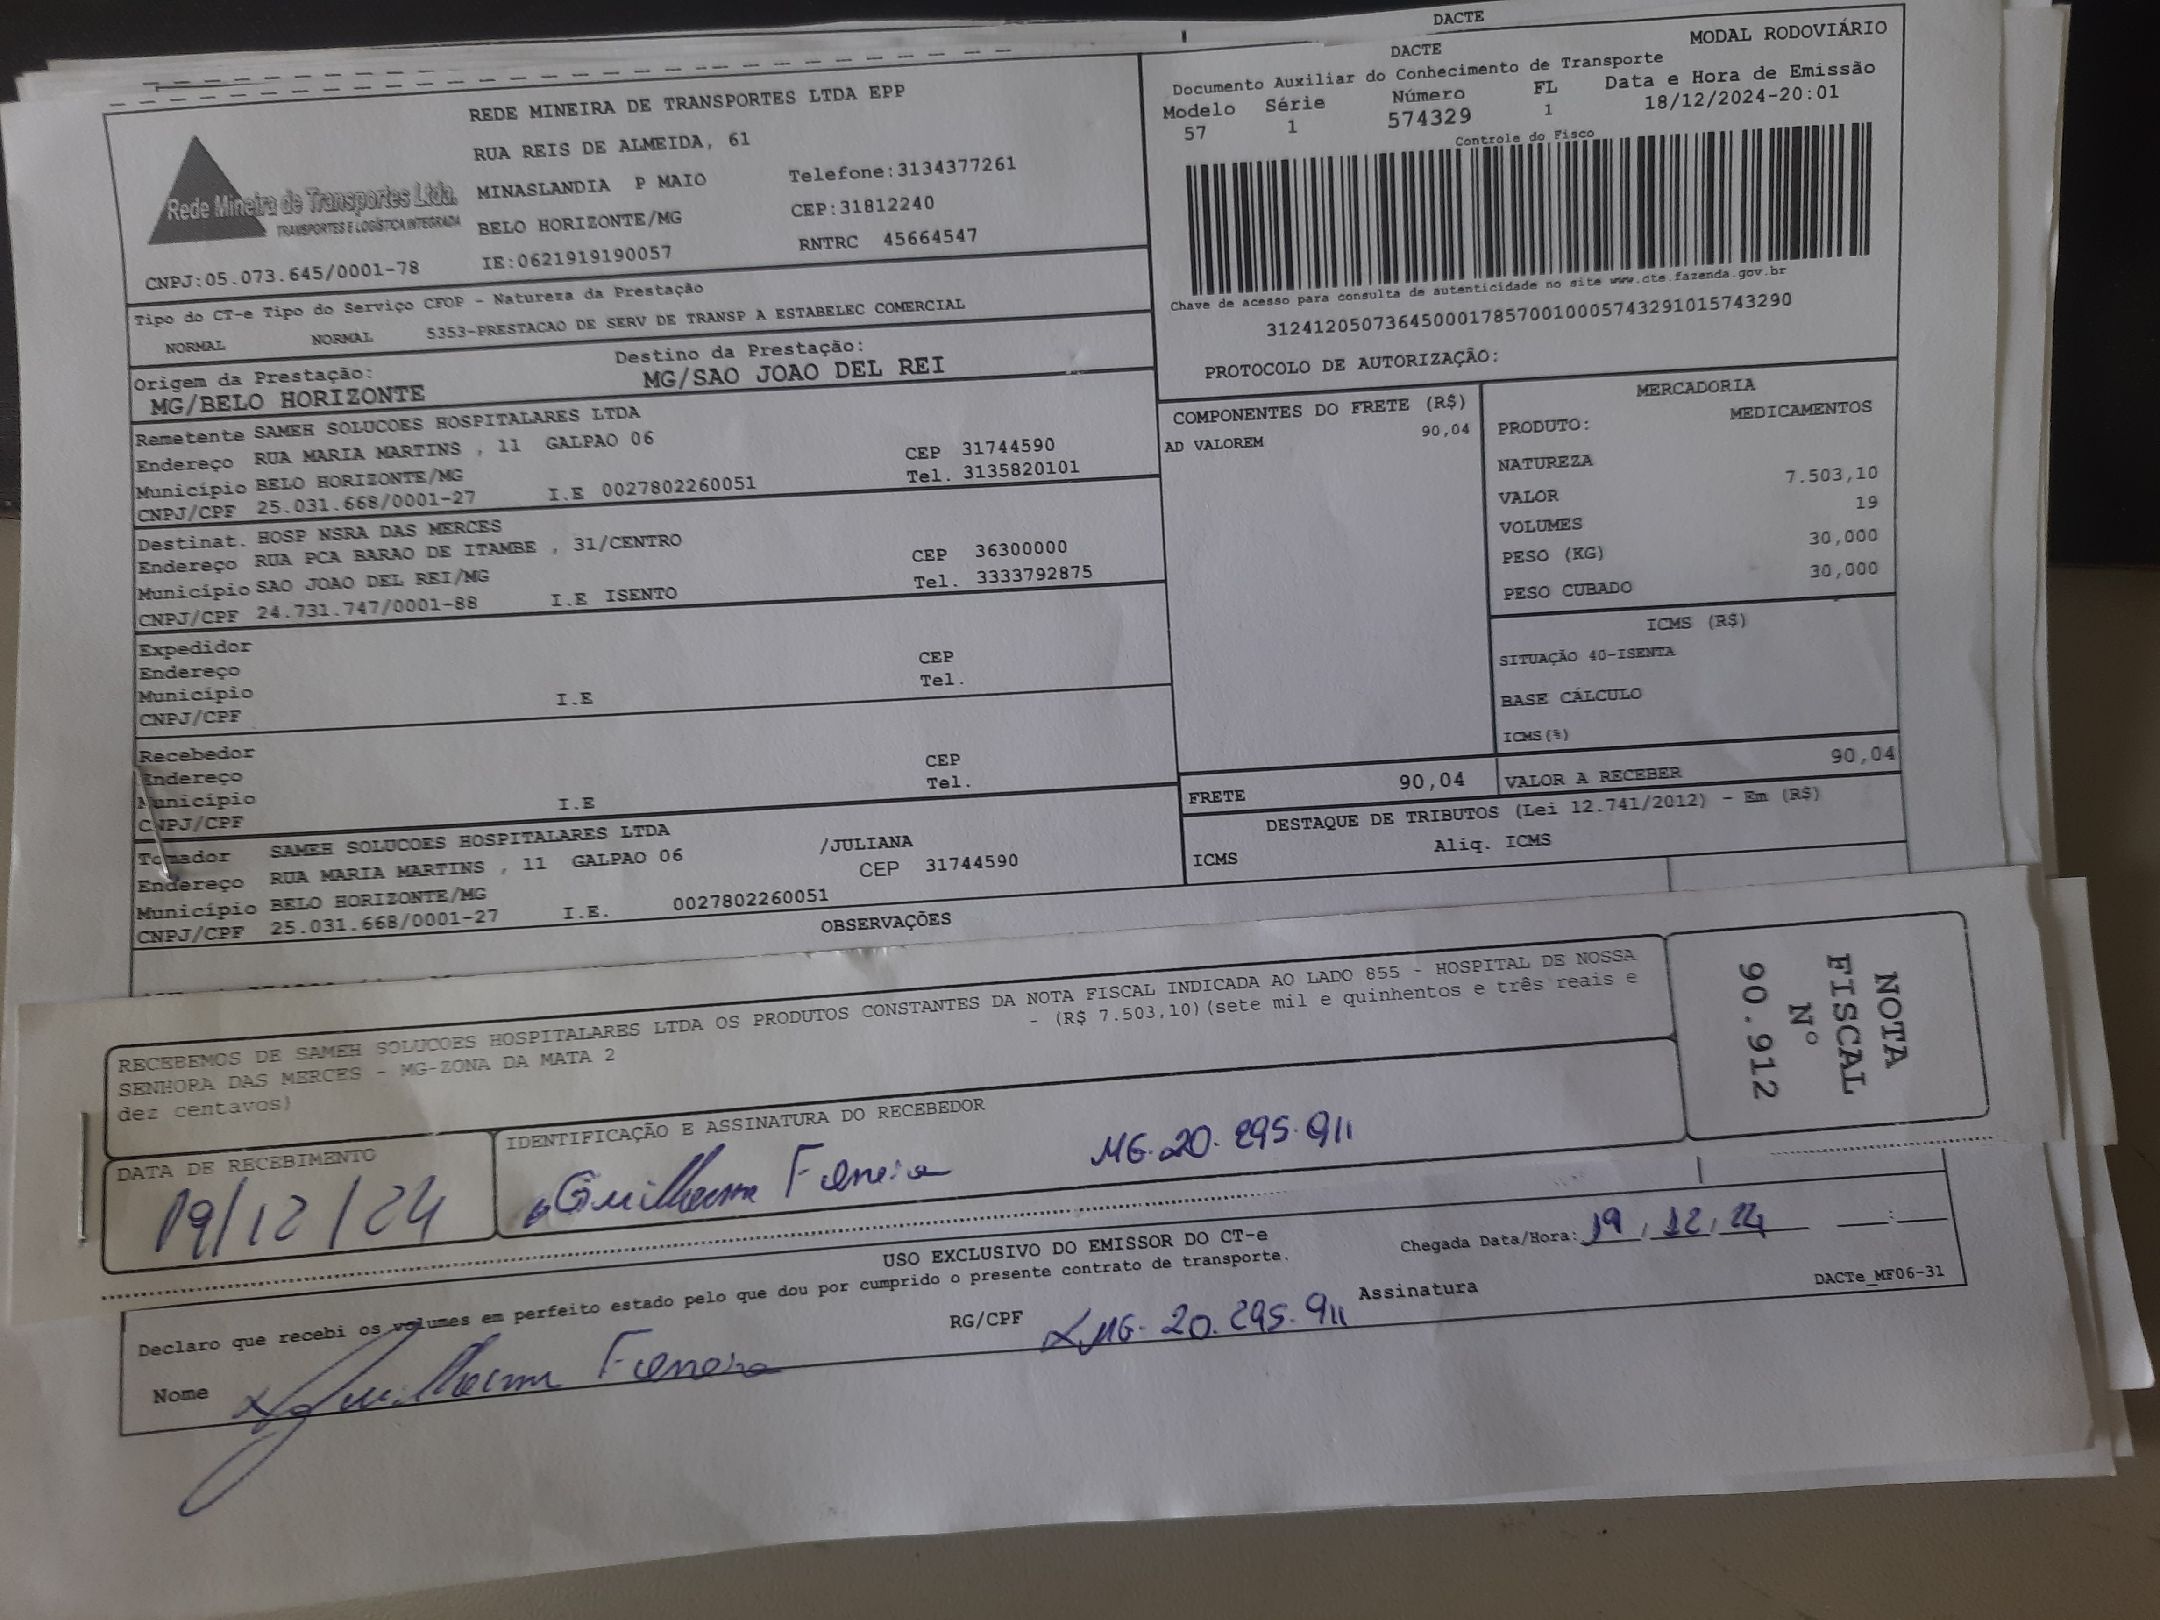 DACTE
REDE MINEIRA DE TRANSPORTES LTDA EPP
RUA REIS DE ALMEIDA, 61
MINASLANDIA P MAIO Telefone:3134377261
BELO HORIZONTE/MG CEP:31812240
CNPJ:05.073.645/0001-78 IE:0621919190057 RNTRC 45664547
Rede Mineira de Transportes Ltda.
TRANSPORTES E LOGÍSTICA INTEGRADA
DACTE MODAL RODOVIÁRIO
Documento Auxiliar do Conhecimento de Transporte
Modelo Série Número FL Data e Hora de Emissão
57 1 574329 1 18/12/2024-20:01
Controle do Fisco
Chave de acesso para consulta de autenticidade no site www.cte.fazenda.gov.br
31241205073645000178570010005743291015743290
PROTOCOLO DE AUTORIZAÇÃO:
Tipo do CT-e Tipo do Serviço CFOP - Natureza da Prestação
NORMAL NORMAL 5353-PRESTACAO DE SERV DE TRANSP A ESTABELEC COMERCIAL
Origem da Prestação: Destino da Prestação:
MG/BELO HORIZONTE MG/SAO JOAO DEL REI
Remetente SAMEH SOLUCOES HOSPITALARES LTDA
Endereço RUA MARIA MARTINS , 11 GALPAO 06 CEP 31744590
Município BELO HORIZONTE/MG Tel. 3135820101
CNPJ/CPF 25.031.668/0001-27 I.E 0027802260051
Destinat. HOSP NSRA DAS MERCES
Endereço RUA PCA BARAO DE ITAMBE , 31/CENTRO CEP 36300000
Município SAO JOAO DEL REI/MG Tel. 3333792875
CNPJ/CPF 24.731.747/0001-88 I.E ISENTO
Expedidor
Endereço CEP
Município Tel.
CNPJ/CPF I.E
Recebedor
Endereço CEP
Município Tel.
CNPJ/CPF I.E
Tomador SAMEH SOLUCOES HOSPITALARES LTDA /JULIANA
Endereço RUA MARIA MARTINS , 11 GALPAO 06 CEP 31744590
Município BELO HORIZONTE/MG
CNPJ/CPF 25.031.668/0001-27 I.E. 0027802260051
COMPONENTES DO FRETE (R$)
AD VALOREM 90,04
MERCADORIA
PRODUTO: MEDICAMENTOS
NATUREZA
VALOR 7.503,10
VOLUMES 19
PESO (KG) 30,000
PESO CUBADO 30,000
ICMS (R$)
SITUAÇÃO 40-ISENTA
BASE CÁLCULO
ICMS(%)
FRETE 90,04 VALOR A RECEBER 90,04
DESTAQUE DE TRIBUTOS (Lei 12.741/2012) - Em (R$)
ICMS Aliq. ICMS
OBSERVAÇÕES
RECEBEMOS DE SAMEH SOLUCOES HOSPITALARES LTDA OS PRODUTOS CONSTANTES DA NOTA FISCAL INDICADA AO LADO 855 - HOSPITAL DE NOSSA
SENHORA DAS MERCES - MG-ZONA DA MATA 2 - (R$ 7.503,10)(sete mil e quinhentos e três reais e
dez centavos)
DATA DE RECEBIMENTO IDENTIFICAÇÃO E ASSINATURA DO RECEBEDOR
19/12/24 Guilherme Ferreira MG.20.295.911
NOTA
FISCAL
Nº
90.912
USO EXCLUSIVO DO EMISSOR DO CT-e
Declaro que recebi os volumes em perfeito estado pelo que dou por cumprido o presente contrato de transporte.
Chegada Data/Hora: 19,12,24 __:__
Nome Guilherme Ferreira RG/CPF MG-20.295.911 Assinatura
DACTe_MF06-31